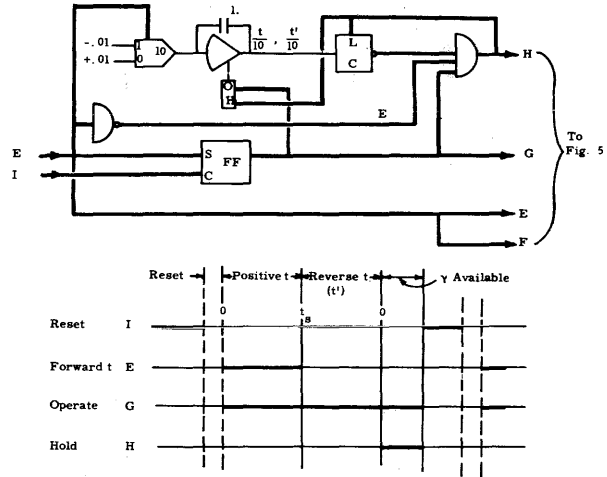 1.
-.01
+.01
1
0
10
t/10 , t'/10
L
C
H
O
H
E
To
Fig. 5
E
I
S
C
FF
G
E
F
Reset
Positive t
Reverse t
(t')
γ Available
0
t s
0
Reset I
Forward t E
Operate G
Hold H